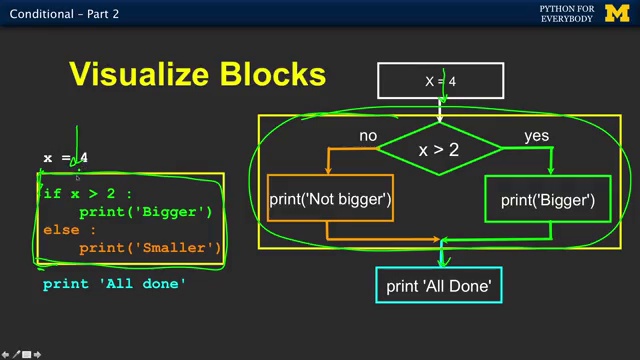 Conditional – Part 2
PYTHON FOR
EVERYBODY
M
Visualize Blocks
x = 4
if x > 2 :
print('Bigger')
else :
print('Smaller')
print 'All done'
X = 4
no
yes
x > 2
print('Not bigger')
print('Bigger')
print 'All Done'